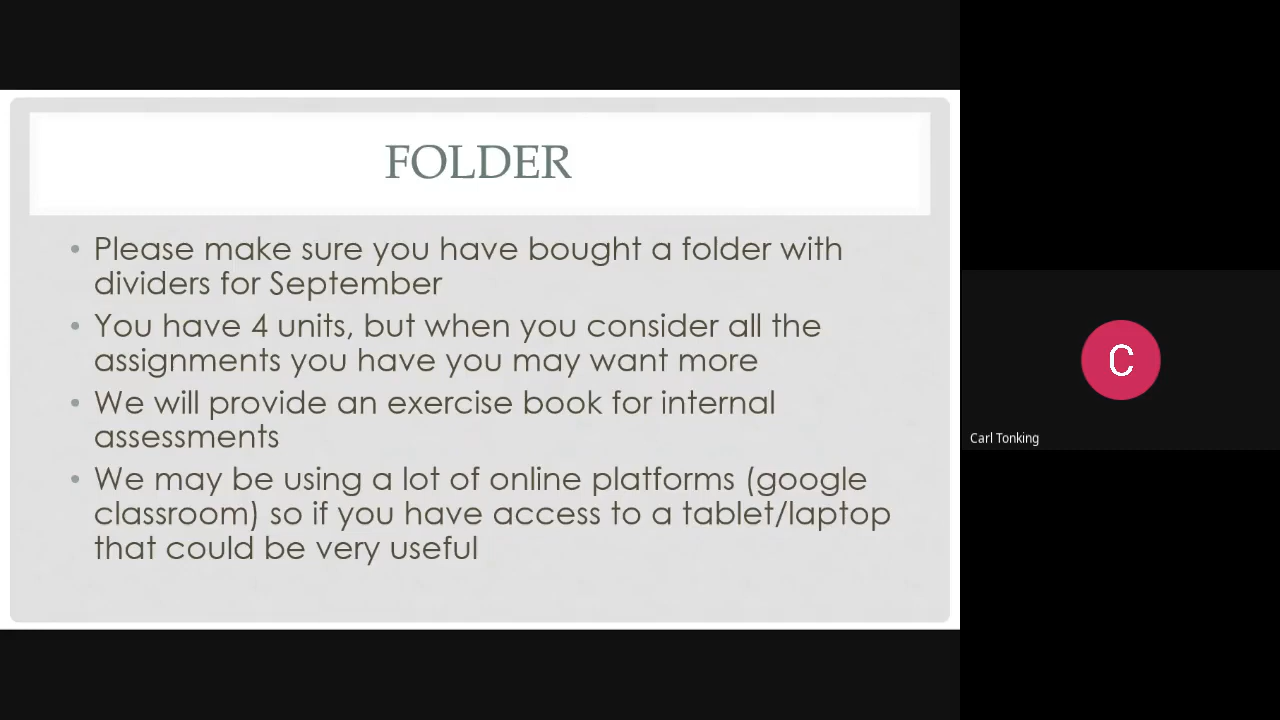 FOLDER
• Please make sure you have bought a folder with
dividers for September
• You have 4 units, but when you consider all the
assignments you have you may want more
• We will provide an exercise book for internal
assessments
• We may be using a lot of online platforms (google
classroom) so if you have access to a tablet/laptop
that could be very useful
C
Carl Tonking